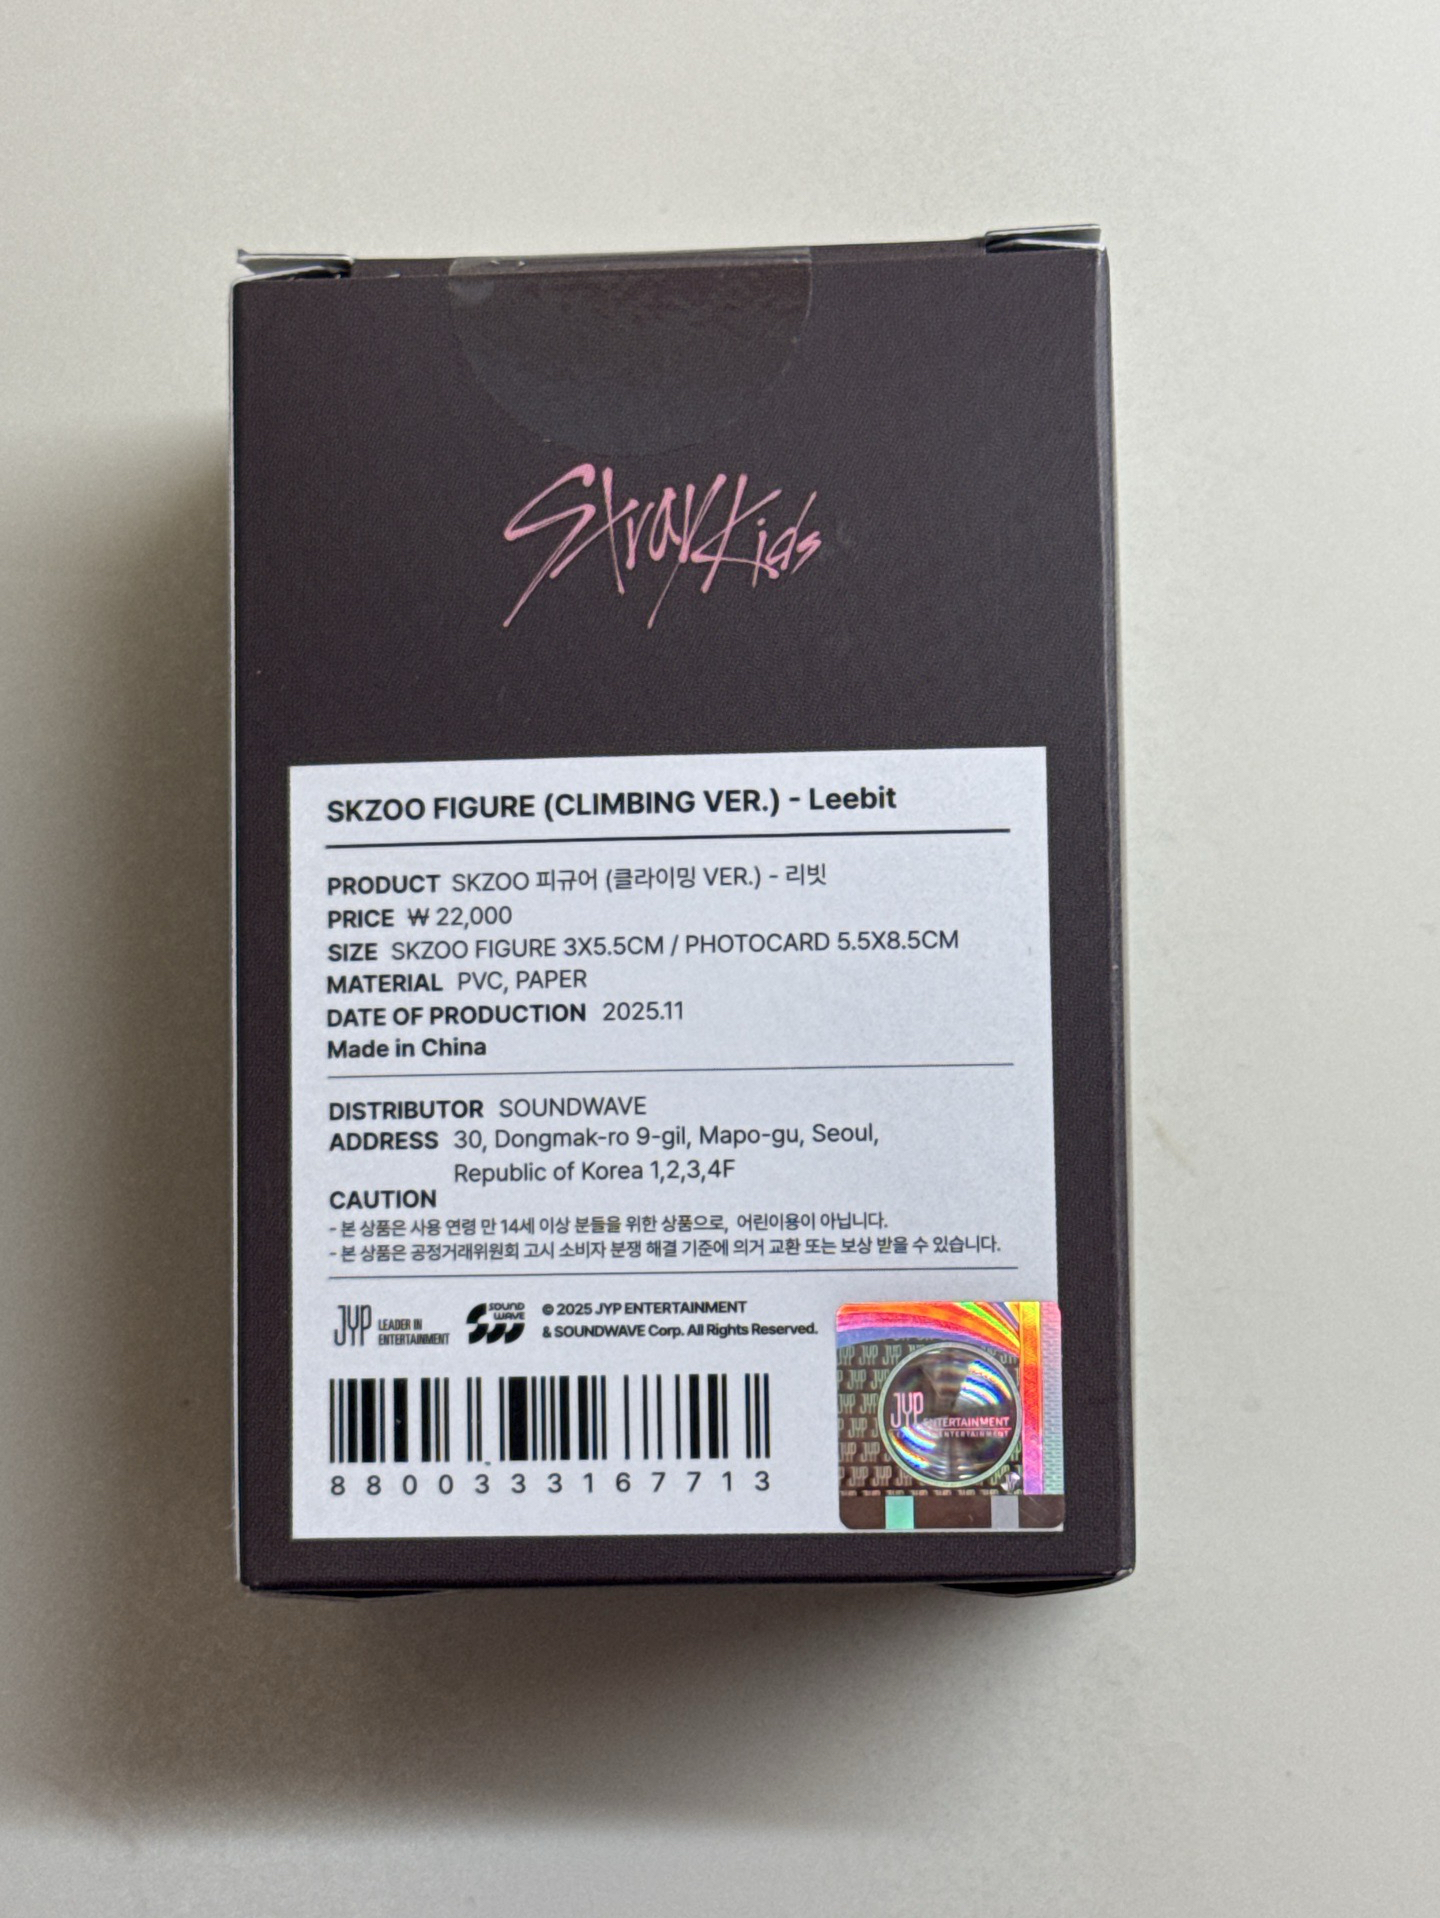 Stray Kids
SKZOO FIGURE (CLIMBING VER.) - Leebit
PRODUCT SKZOO 피규어 (클라이밍 VER.) - 리빗
PRICE ₩ 22,000
SIZE SKZOO FIGURE 3X5.5CM / PHOTOCARD 5.5X8.5CM
MATERIAL PVC, PAPER
DATE OF PRODUCTION 2025.11
Made in China
DISTRIBUTOR SOUNDWAVE
ADDRESS 30, Dongmak-ro 9-gil, Mapo-gu, Seoul,
Republic of Korea 1,2,3,4F
CAUTION
- 본 상품은 사용 연령 만 14세 이상 분들을 위한 상품으로, 어린이용이 아닙니다.
- 본 상품은 공정거래위원회 고시 소비자 분쟁 해결 기준에 의거 교환 또는 보상 받을 수 있습니다.
JYP LEADER IN
ENTERTAINMENT
SOUND
WAVE
© 2025 JYP ENTERTAINMENT
& SOUNDWAVE Corp. All Rights Reserved.
JYP ENTERTAINMENT
8800333167713